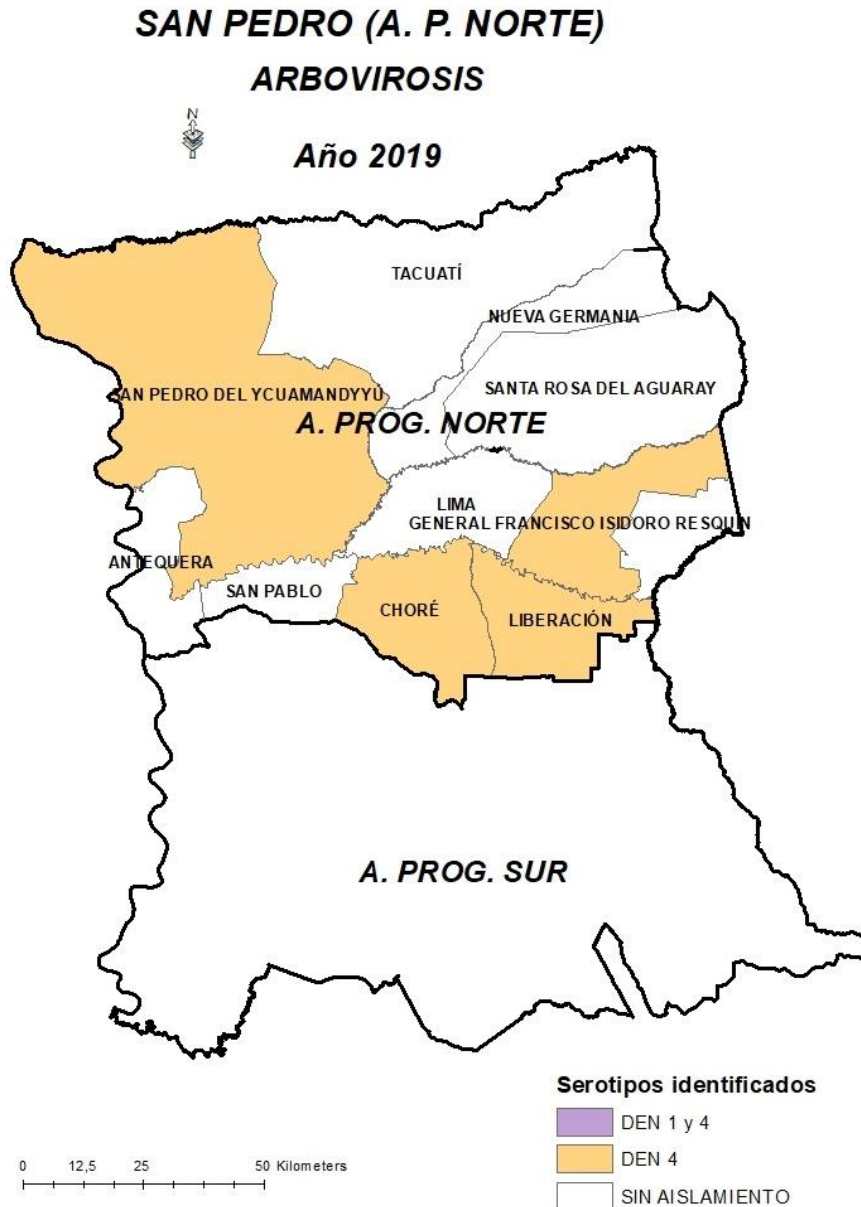 SAN PEDRO (A. P. NORTE)
ARBOVIROSIS
N
Año 2019
TACUATÍ
NUEVA GERMANIA
SANTA ROSA DEL AGUARAY
SAN PEDRO DEL YCUAMANDYYÚ
A. PROG. NORTE
LIMA
GENERAL FRANCISCO ISIDORO RESQUIN
ANTEQUERA
SAN PABLO
CHORÉ
LIBERACIÓN
A. PROG. SUR
Serotipos identificados
DEN 1 y 4
DEN 4
SIN AISLAMIENTO
0 12,5 25 50 Kilometers